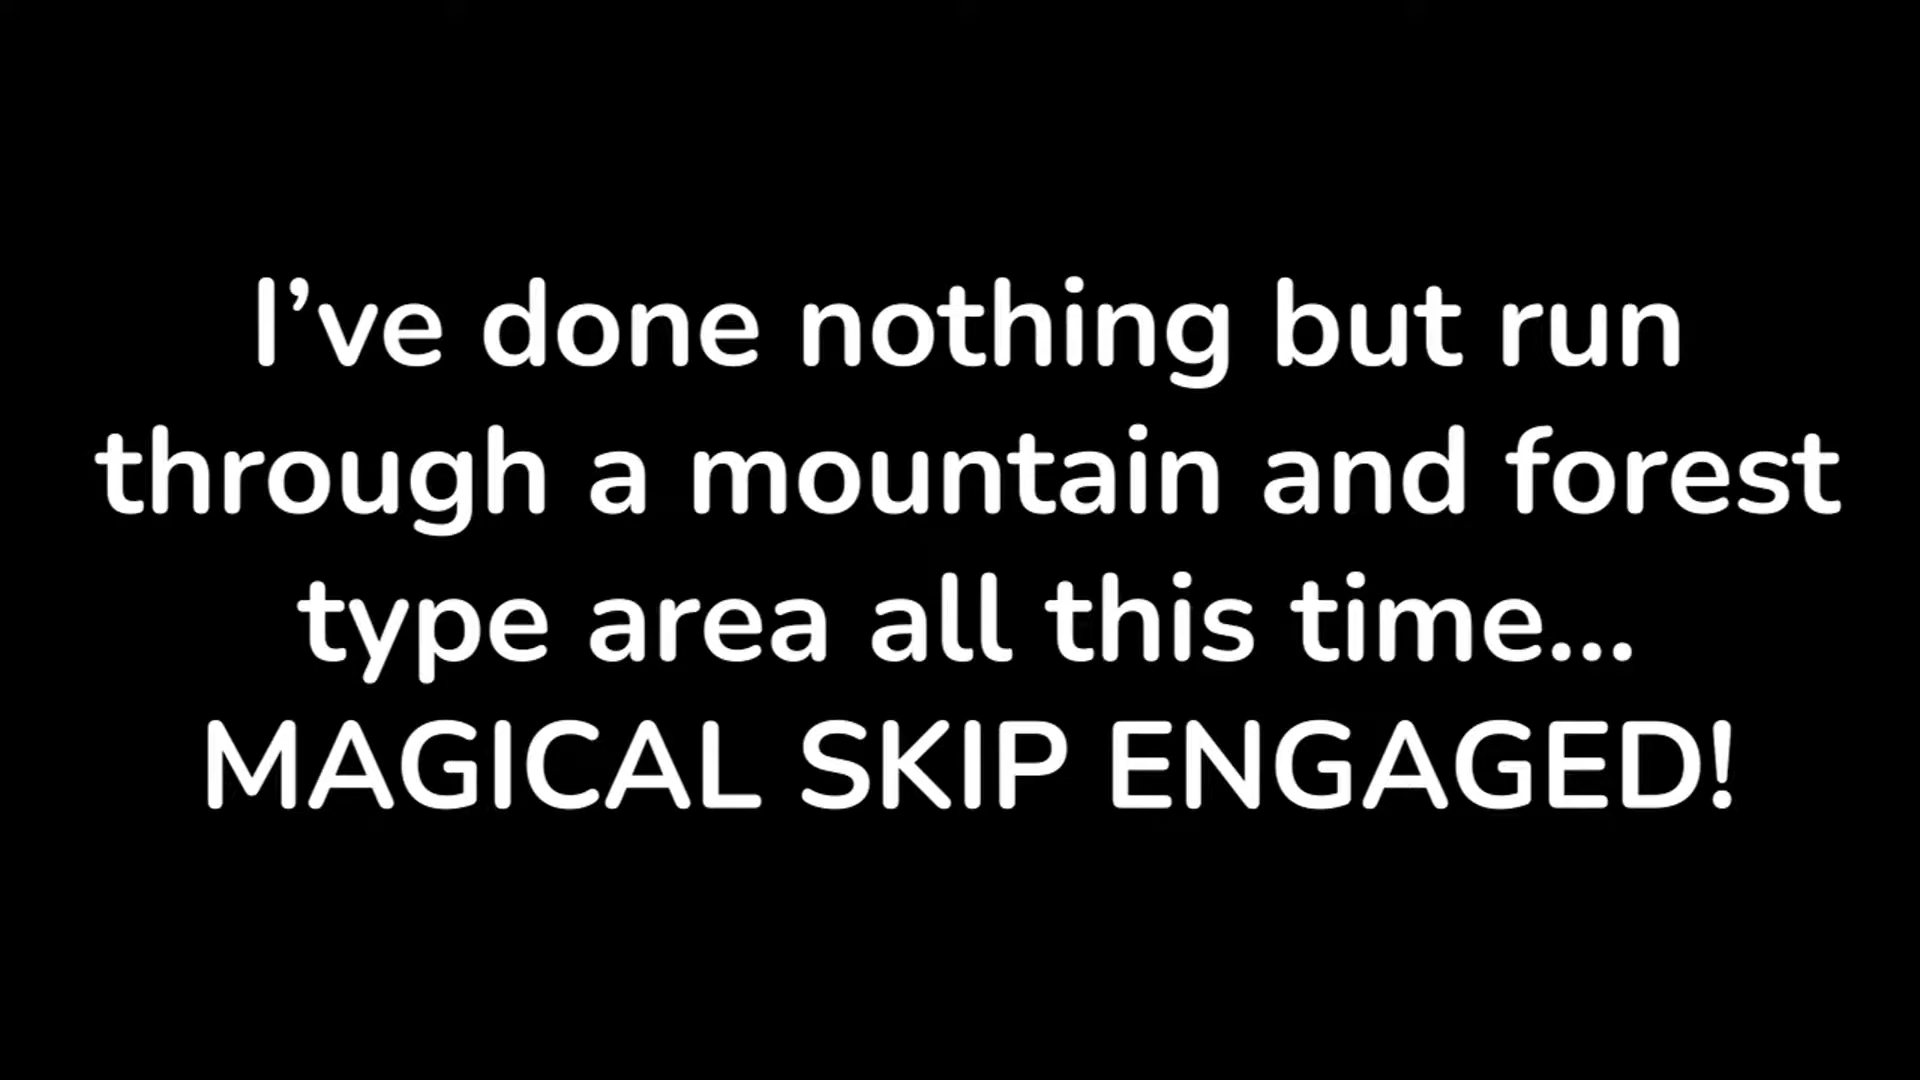 I’ve done nothing but run
through a mountain and forest
type area all this time...
MAGICAL SKIP ENGAGED!